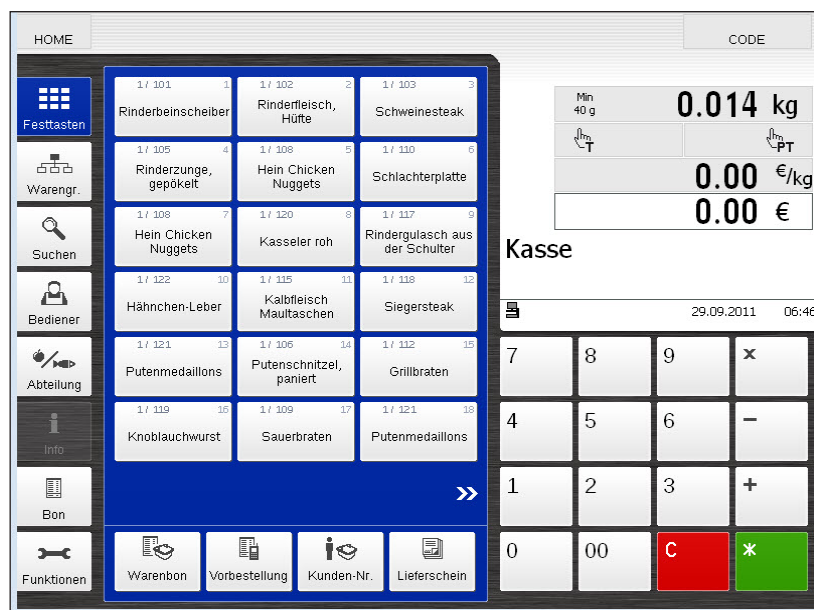 HOME
CODE
Festtasten
Warengr.
Suchen
Bediener
Abteilung
Info
Bon
Funktionen
1 / 101 1
Rinderbeinscheiber
1 / 102 2
Rinderfleisch,
Hüfte
1 / 103 3
Schweinesteak
1 / 105 4
Rinderzunge,
gepökelt
1 / 108 5
Hein Chicken
Nuggets
1 / 110 6
Schlachterplatte
1 / 108 7
Hein Chicken
Nuggets
1 / 120 8
Kasseler roh
1 / 117 9
Rindergulasch aus
der Schulter
1 / 122 10
Hähnchen-Leber
1 / 115 11
Kalbfleisch
Maultaschen
1 / 118 12
Siegersteak
1 / 121 13
Putenmedaillons
1 / 106 14
Putenschnitzel,
paniert
1 / 112 15
Grillbraten
1 / 119 16
Knoblauchwurst
1 / 109 17
Sauerbraten
1 / 121 18
Putenmedaillons
»
Warenbon
Vorbestellung
Kunden-Nr.
Lieferschein
Min
40 g
0.014 kg
T
PT
0.00 €/kg
0.00 €
Kasse
29.09.2011 06:46
7 8 9 x
4 5 6 −
1 2 3 +
0 00 C *